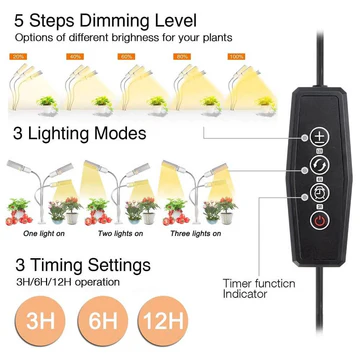 5 Steps Dimming Level
Options of different brighness for your plants
20% 40% 60% 80% 100%
3 Lighting Modes
One light on Two lights on Three lights on
3 Timing Settings
3H/6H/12H operation
3H 6H 12H
Timer function
Indicator